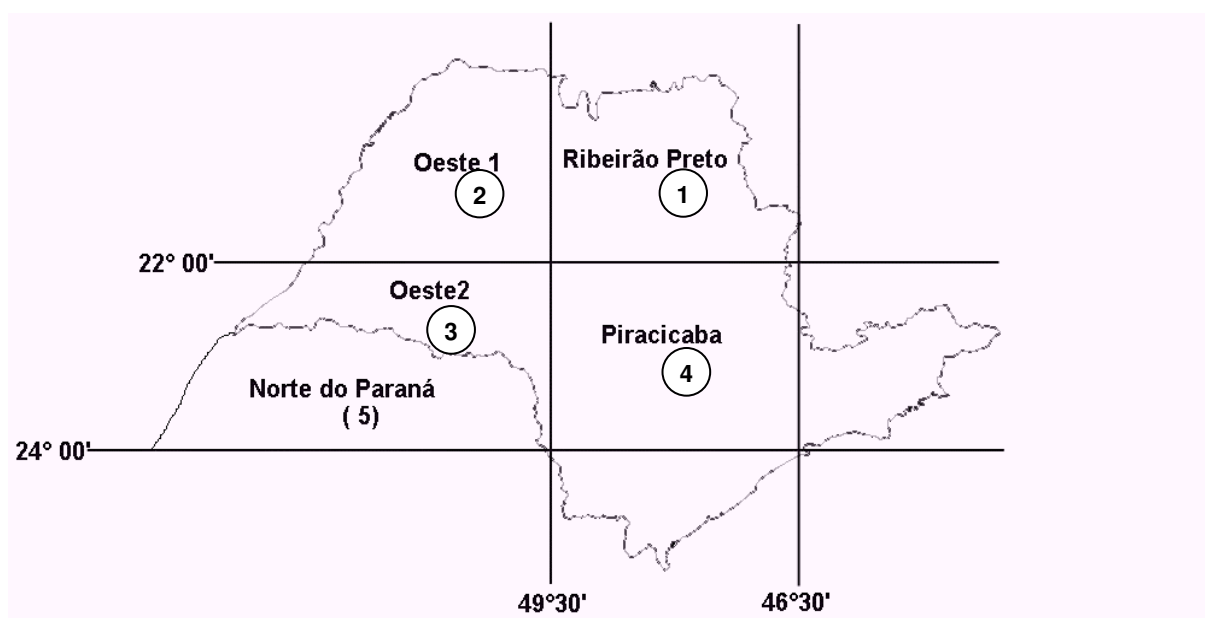 Oeste 1
2
Ribeirão Preto
1
22° 00'
Oeste2
3
Piracicaba
4
Norte do Paraná
( 5)
24° 00'
49°30'
46°30'